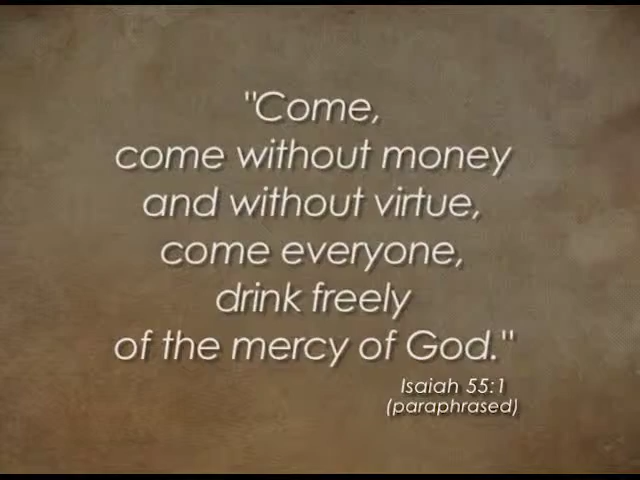 "Come,
come without money
and without virtue,
come everyone,
drink freely
of the mercy of God."
Isaiah 55:1
(paraphrased)